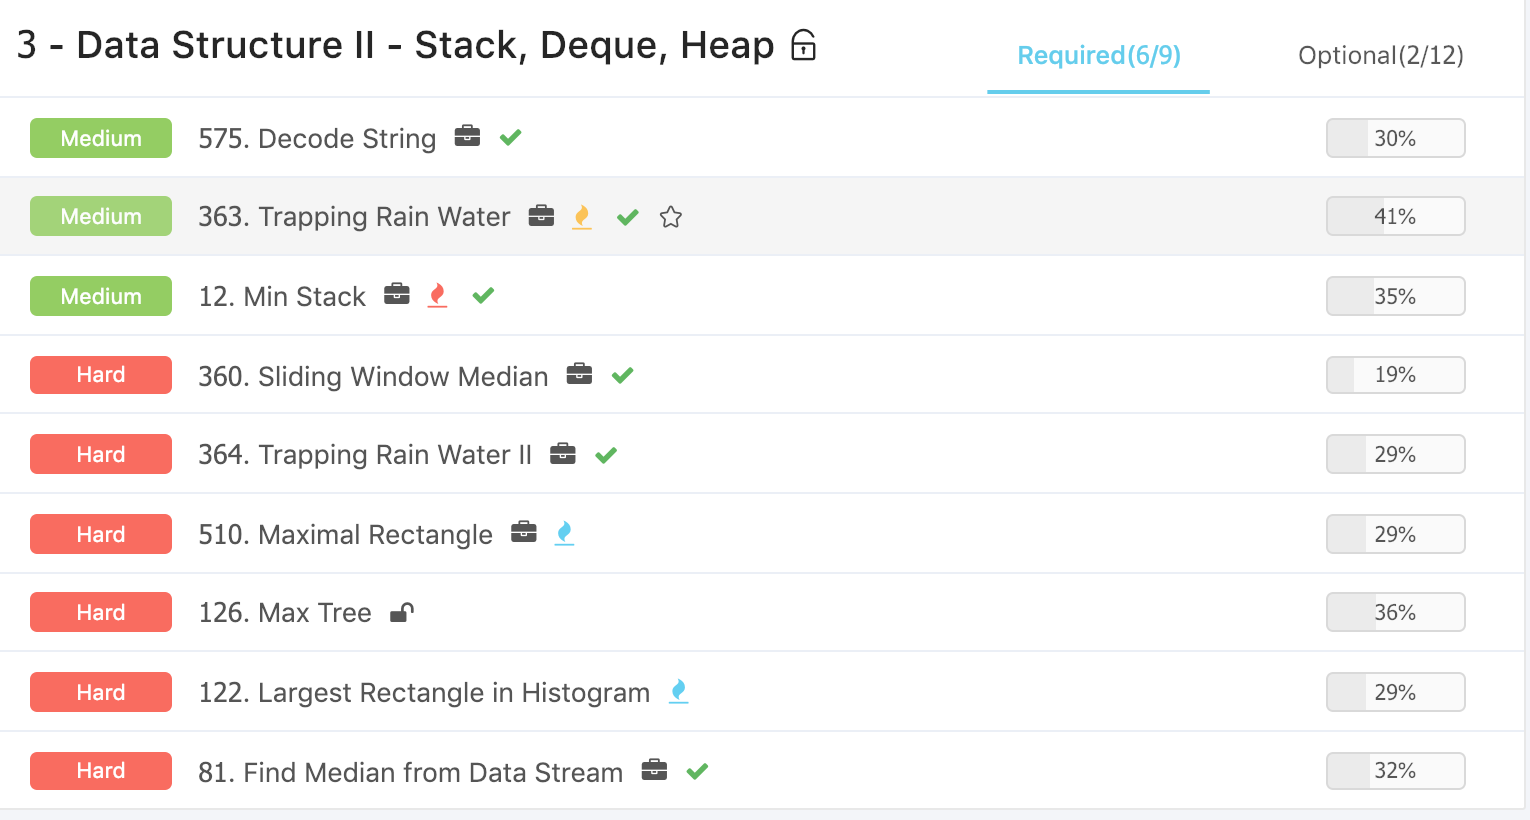 3 - Data Structure II - Stack, Deque, Heap Required(6/9) Optional(2/12)
Medium 575. Decode String 30%
Medium 363. Trapping Rain Water 41%
Medium 12. Min Stack 35%
Hard 360. Sliding Window Median 19%
Hard 364. Trapping Rain Water II 29%
Hard 510. Maximal Rectangle 29%
Hard 126. Max Tree 36%
Hard 122. Largest Rectangle in Histogram 29%
Hard 81. Find Median from Data Stream 32%